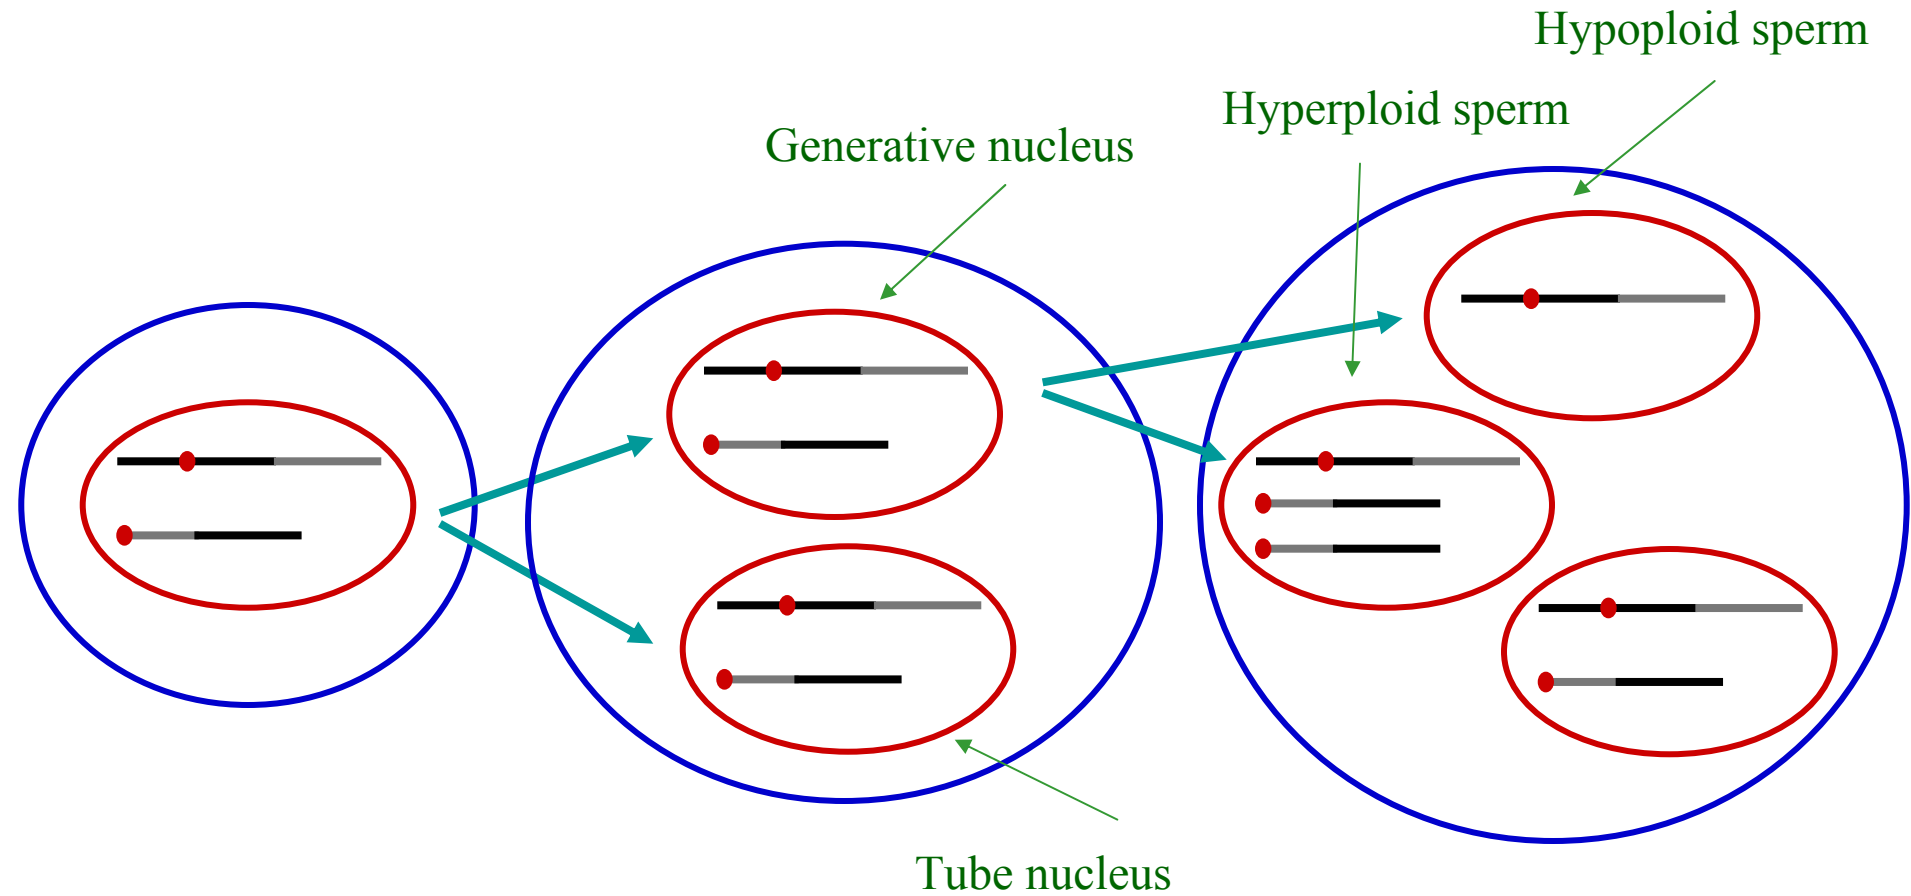 Hypoploid sperm
Hyperploid sperm
Generative nucleus
Tube nucleus